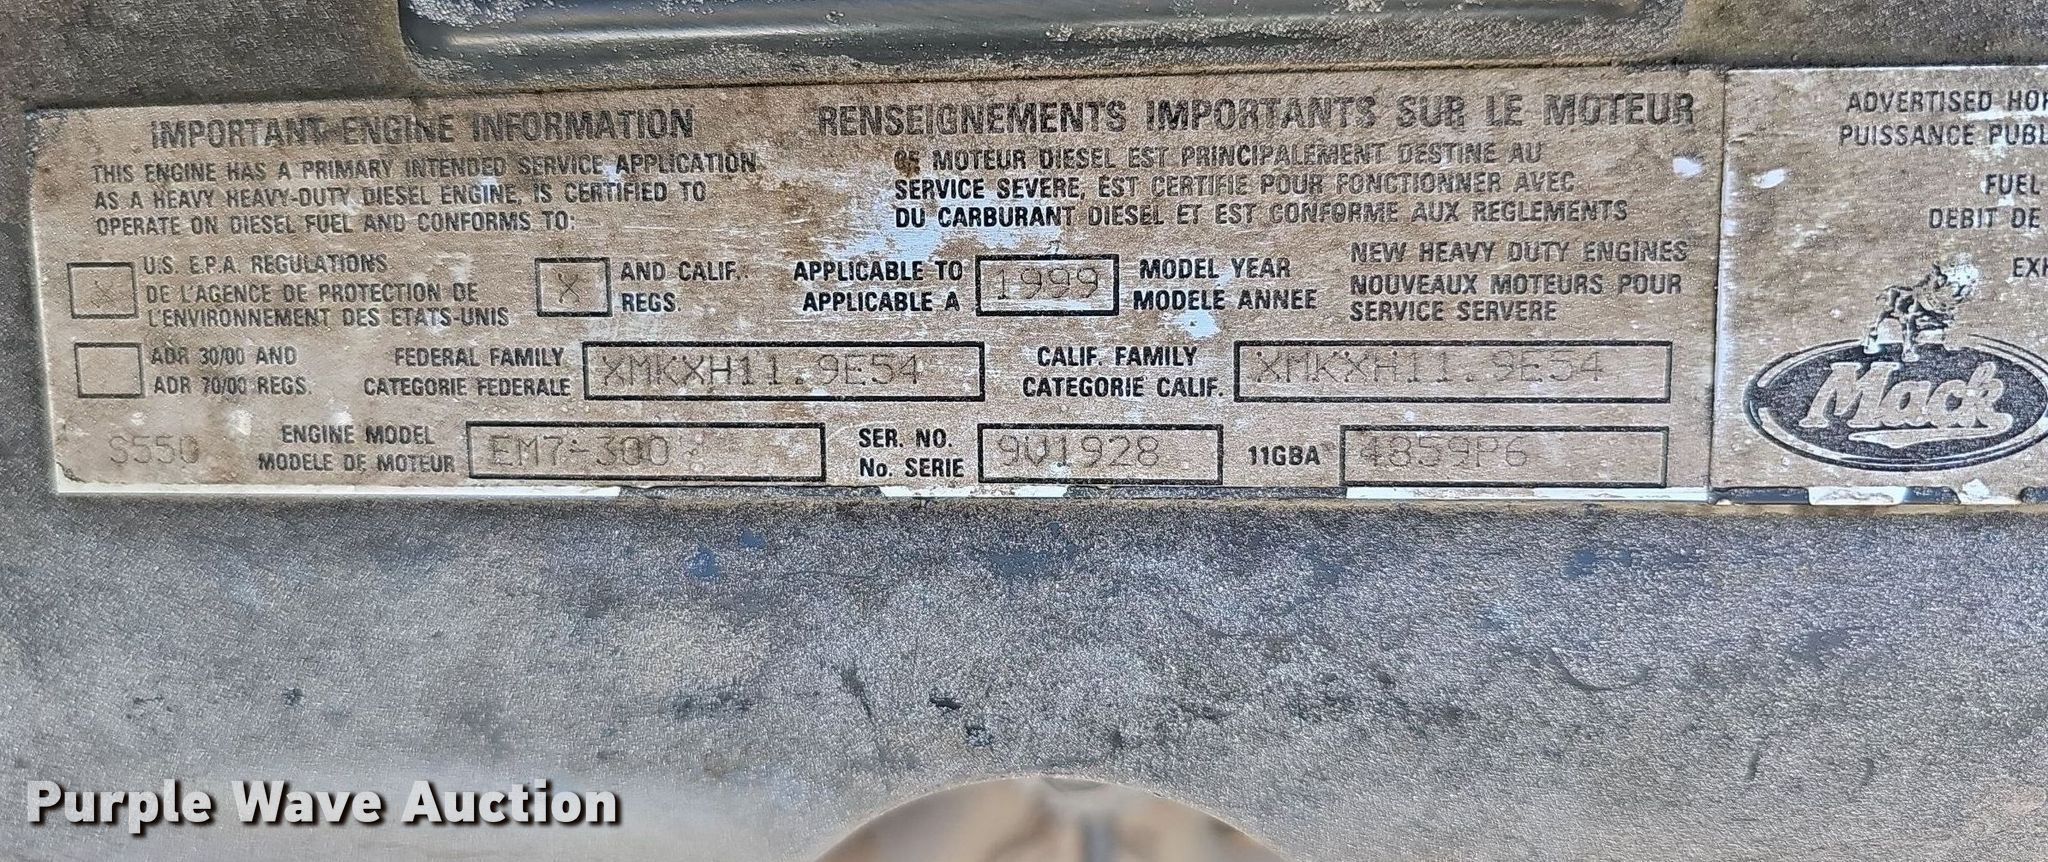 IMPORTANT ENGINE INFORMATION
THIS ENGINE HAS A PRIMARY INTENDED SERVICE APPLICATION
AS A HEAVY HEAVY-DUTY DIESEL ENGINE, IS CERTIFIED TO
OPERATE ON DIESEL FUEL AND CONFORMS TO:
RENSEIGNEMENTS IMPORTANTS SUR LE MOTEUR
CE MOTEUR DIESEL EST PRINCIPALEMENT DESTINE AU
SERVICE SEVERE, EST CERTIFIE POUR FONCTIONNER AVEC
DU CARBURANT DIESEL ET EST CONFORME AUX REGLEMENTS
X U.S. E.P.A. REGULATIONS
DE L'AGENCE DE PROTECTION DE
L'ENVIRONNEMENT DES ETATS-UNIS
X AND CALIF.
REGS.
APPLICABLE TO
APPLICABLE A
1999
MODEL YEAR
MODELE ANNEE
NEW HEAVY DUTY ENGINES
NOUVEAUX MOTEURS POUR
SERVICE SERVERE
ADR 30/00 AND
ADR 70/00 REGS.
FEDERAL FAMILY
CATEGORIE FEDERALE
XMKXH11.9E54
CALIF. FAMILY
CATEGORIE CALIF.
XMKXH11.9E54
S550
ENGINE MODEL
MODELE DE MOTEUR
EM7-300
SER. NO.
No. SERIE
9V1928
11GBA
4859P6
ADVERTISED HOR
PUISSANCE PUBL
FUEL-
DEBIT DE
EXH
Mack
Purple Wave Auction